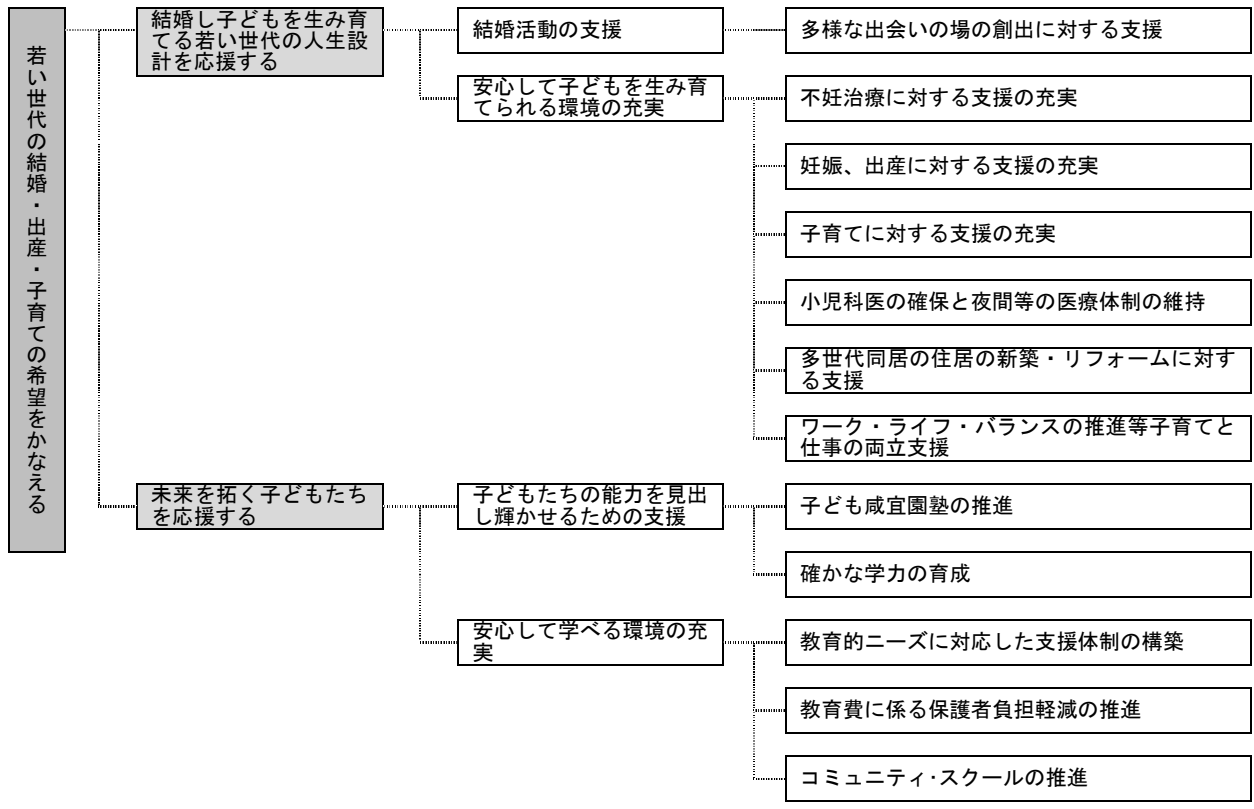 若い世代の結婚・出産・子育ての希望をかなえる
結婚し子どもを生み育
てる若い世代の人生設
計を応援する
結婚活動の支援
多様な出会いの場の創出に対する支援
安心して子どもを生み育
てられる環境の充実
不妊治療に対する支援の充実
妊娠、出産に対する支援の充実
子育てに対する支援の充実
小児科医の確保と夜間等の医療体制の維持
多世代同居の住居の新築・リフォームに対す
る支援
ワーク・ライフ・バランスの推進等子育てと
仕事の両立支援
未来を拓く子どもたち
を応援する
子どもたちの能力を見出
し輝かせるための支援
子ども咸宜園塾の推進
確かな学力の育成
安心して学べる環境の充
実
教育的ニーズに対応した支援体制の構築
教育費に係る保護者負担軽減の推進
コミュニティ・スクールの推進